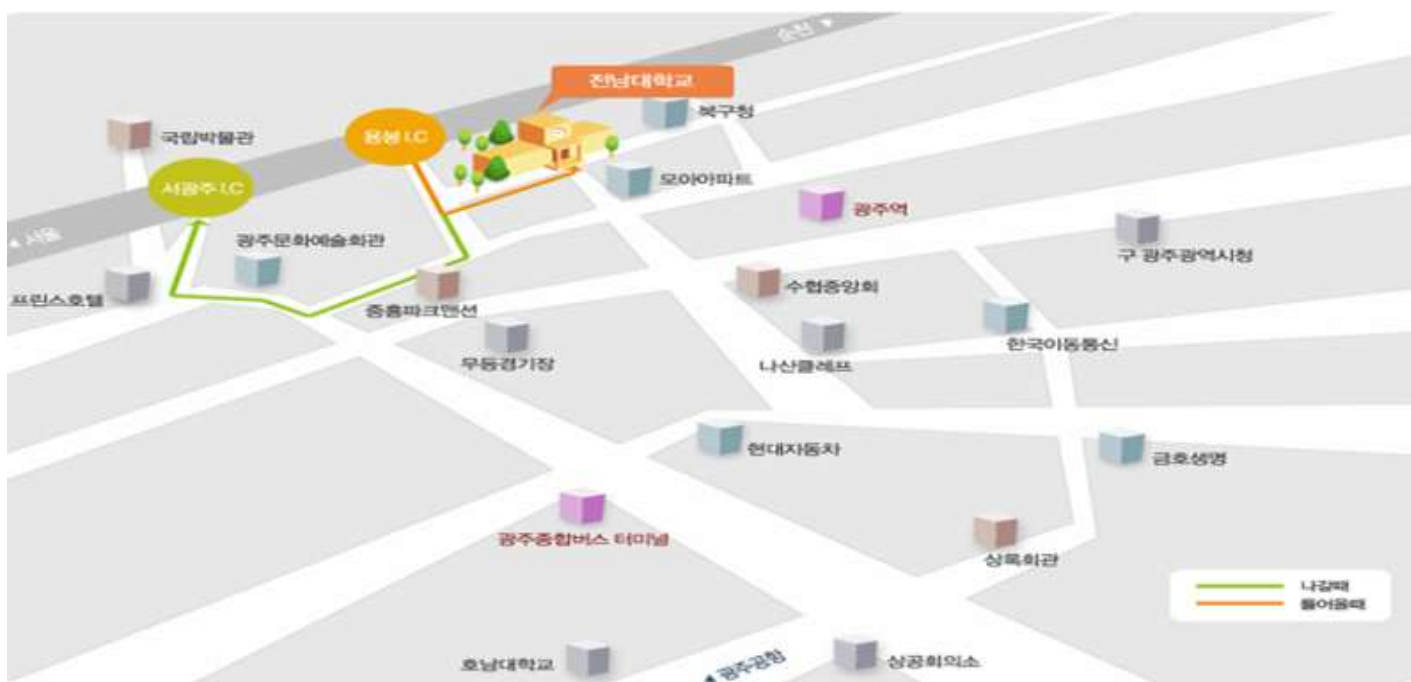 순천 ▶
전남대학교
북구청
용봉 I.C
국립박물관
모아아파트
서광주 I.C
광주역
◀ 서울
광주문화예술회관
구 광주광역시청
프린스호텔
중흥파크맨션
수협중앙회
한국이동통신
무등경기장
나산클레프
현대자동차
금호생명
광주종합버스 터미널
상록회관
나갈때
들어올때
호남대학교
◀ 광주공항
상공회의소